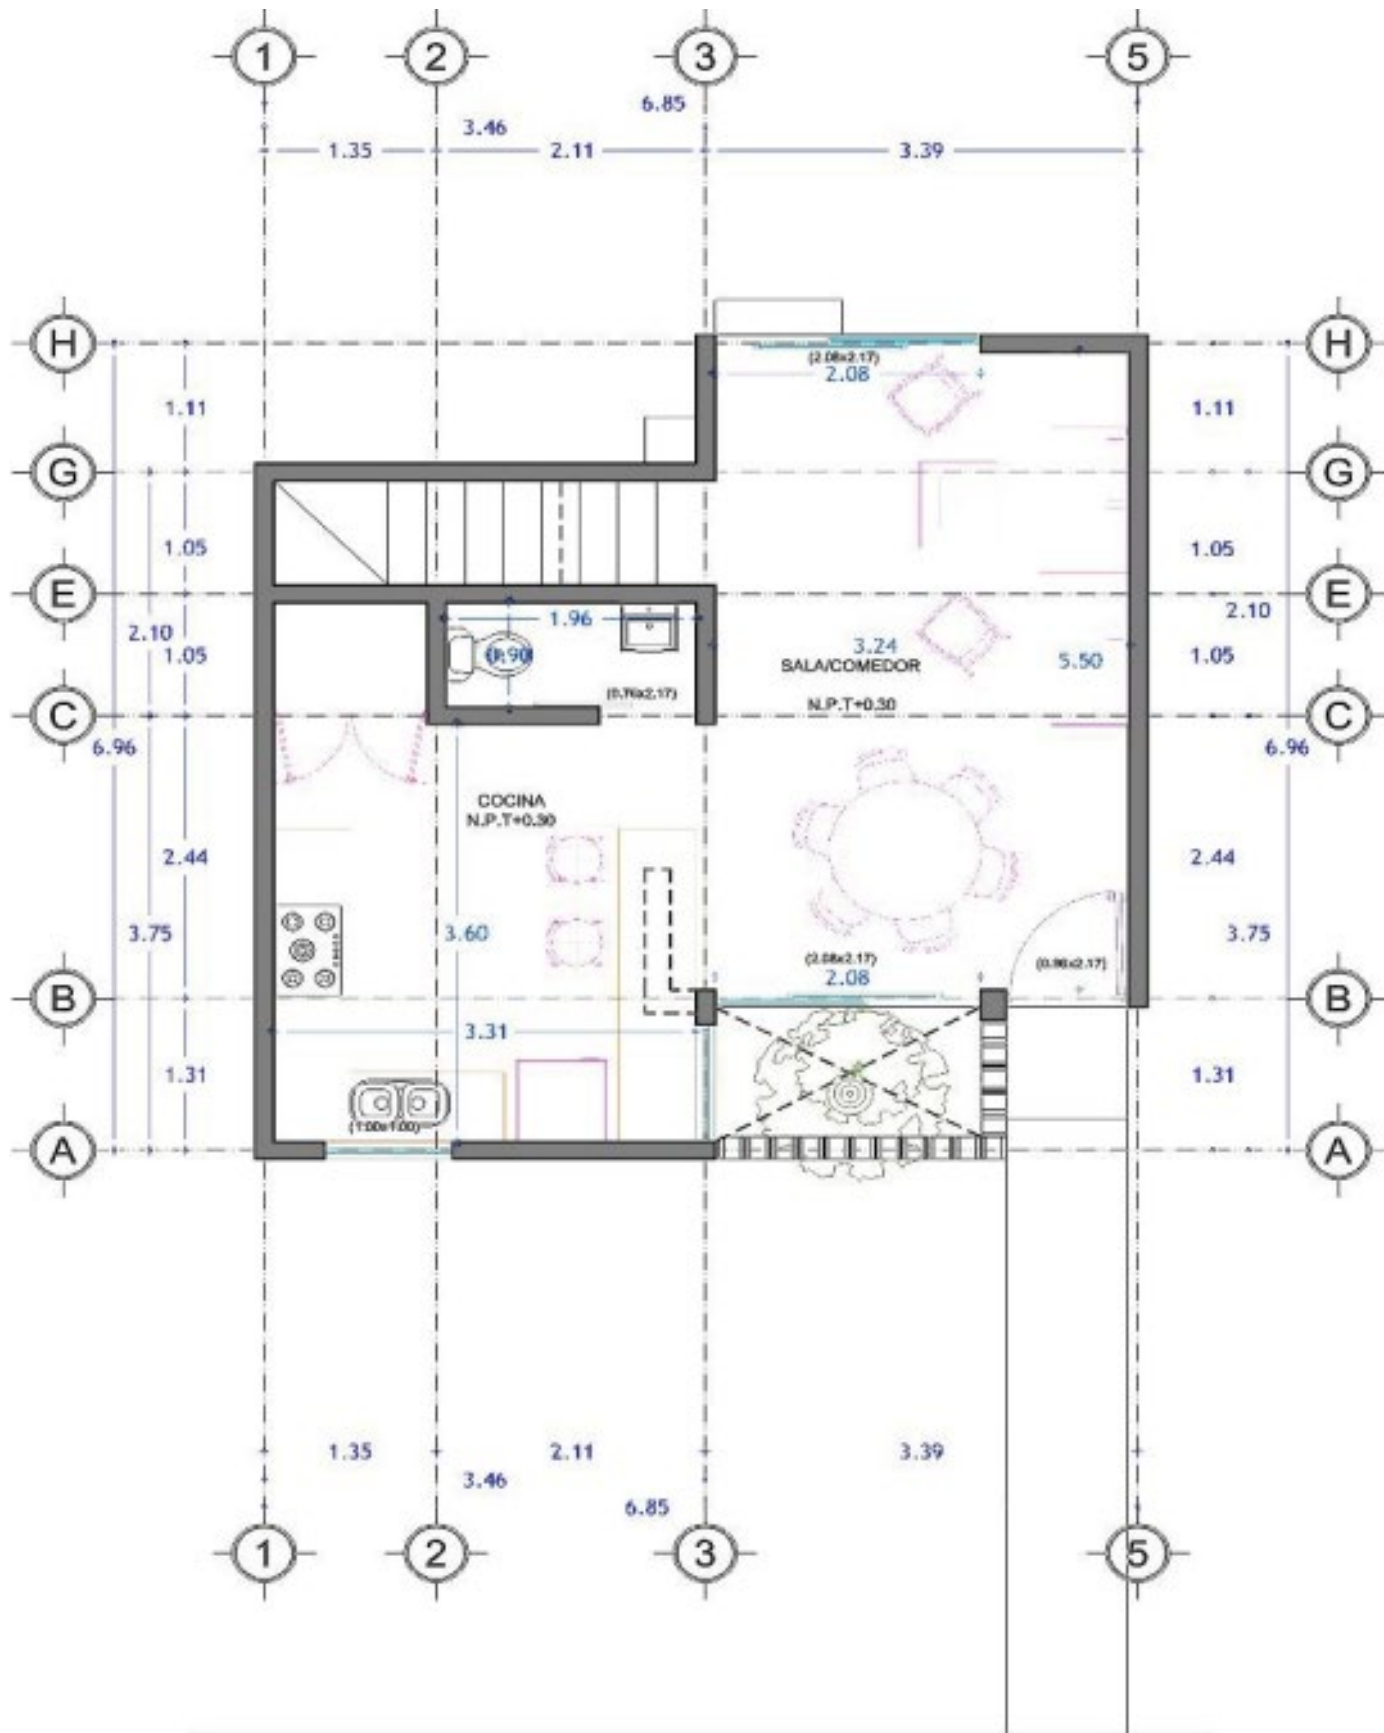 1 2 3 5
6.85
3.46
1.35 2.11 3.39
H H
(2.08x2.17)
2.08
1.11 1.11
G G
1.05 1.05
E E
1.96 2.10
2.10 3.24
1.05 0.90 5.50 1.05
SALA/COMEDOR
(0.76x2.17)
N.P.T+0.30
C C
6.96 6.96
COCINA
N.P.T+0.30
2.44 2.44
3.75 3.60 3.75
(2.08x2.17) (0.96x2.17)
2.08
B B
3.31
1.31 1.31
(1.00x1.00)
A A
1.35 2.11 3.39
3.46
6.85
1 2 3 5